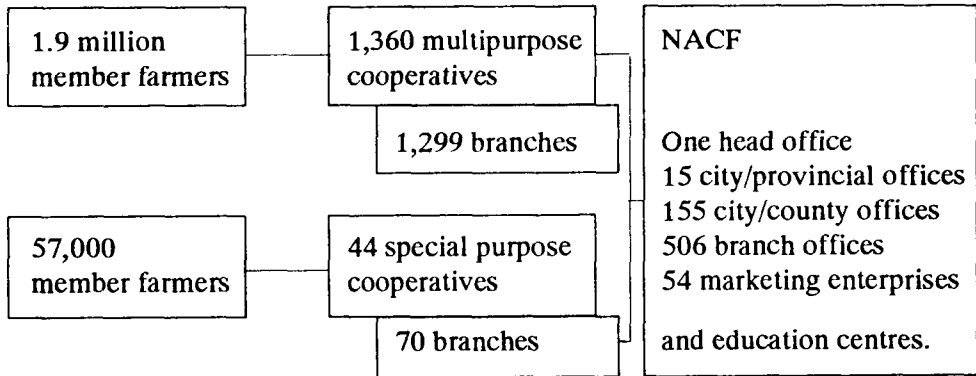 1.9 million
member farmers
1,360 multipurpose
cooperatives
1,299 branches
57,000
member farmers
44 special purpose
cooperatives
70 branches
NACF
One head office
15 city/provincial offices
155 city/county offices
506 branch offices
54 marketing enterprises
and education centres.